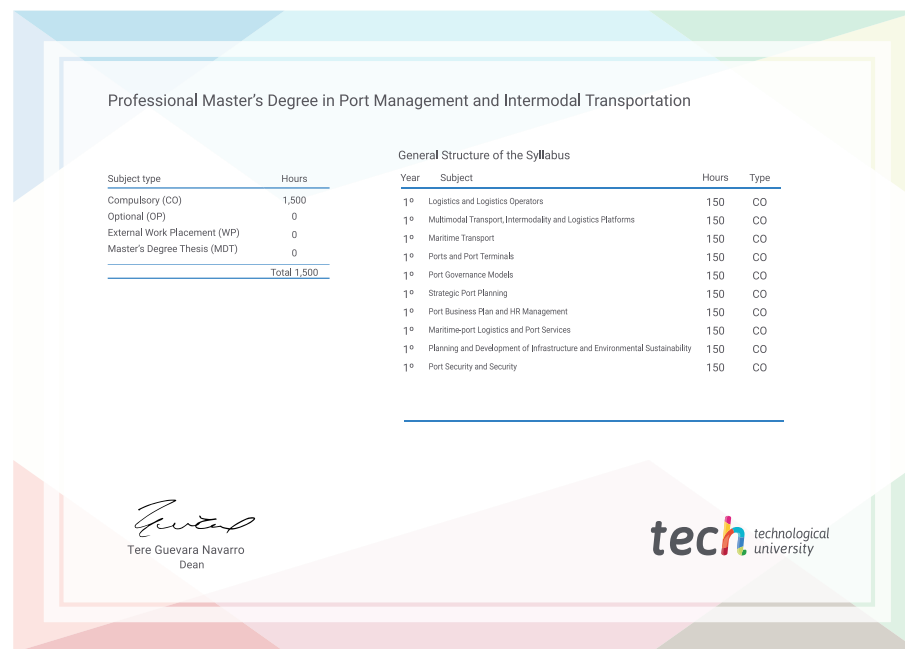 Professional Master's Degree in Port Management and Intermodal Transportation
Subject type Hours
Compulsory (CO) 1,500
Optional (OP) 0
External Work Placement (WP) 0
Master's Degree Thesis (MDT) 0
Total 1,500
General Structure of the Syllabus
Year Subject Hours Type
1º Logistics and Logistics Operators 150 CO
1º Multimodal Transport, Intermodality and Logistics Platforms 150 CO
1º Maritime Transport 150 CO
1º Ports and Port Terminals 150 CO
1º Port Governance Models 150 CO
1º Strategic Port Planning 150 CO
1º Port Business Plan and HR Management 150 CO
1º Maritime-port Logistics and Port Services 150 CO
1º Planning and Development of Infrastructure and Environmental Sustainability 150 CO
1º Port Security and Security 150 CO
Tere Guevara Navarro
Dean
tech technological
university